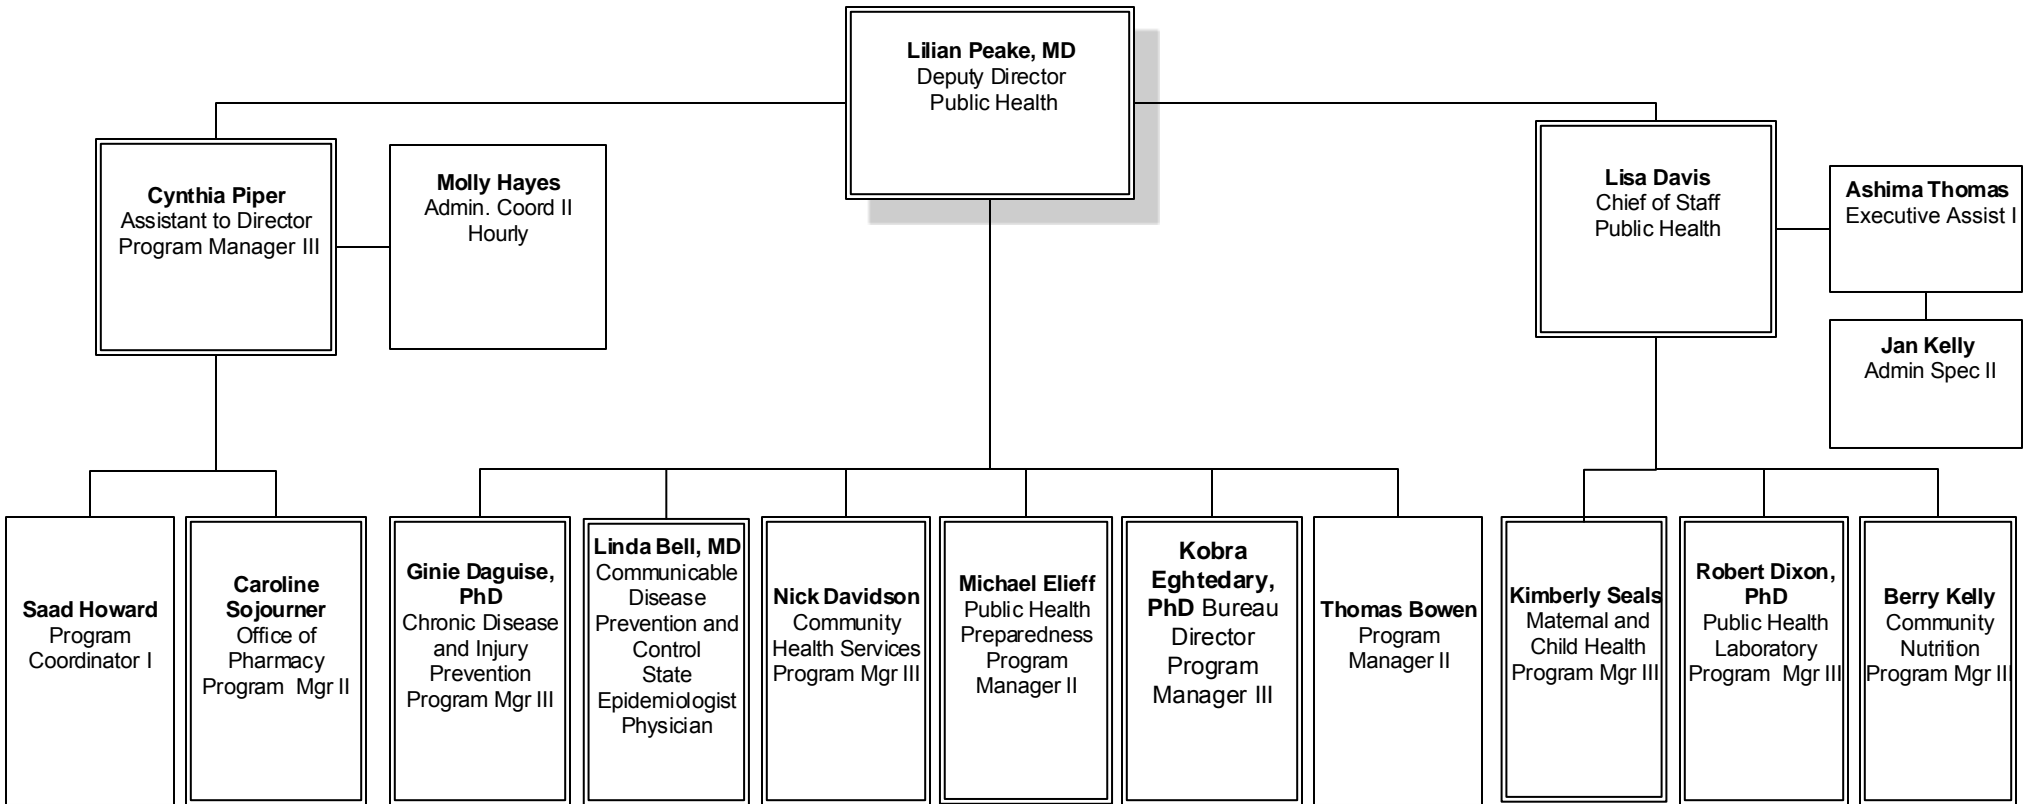 Lilian Peake, MD
Deputy Director
Public Health
Cynthia Piper
Assistant to Director
Program Manager III
Molly Hayes
Admin. Coord II
Hourly
Lisa Davis
Chief of Staff
Public Health
Ashima Thomas
Executive Assist I
Jan Kelly
Admin Spec II
Saad Howard
Program
Coordinator I
Caroline
Sojourner
Office of
Pharmacy
Program Mgr II
Ginie Daguise,
PhD
Chronic Disease
and Injury
Prevention
Program Mgr III
Linda Bell, MD
Communicable
Disease
Prevention and
Control
State
Epidemiologist
Physician
Nick Davidson
Community
Health Services
Program Mgr III
Michael Elieff
Public Health
Preparedness
Program
Manager II
Kobra
Eghtedary,
PhD Bureau
Director
Program
Manager III
Thomas Bowen
Program
Manager II
Kimberly Seals
Maternal and
Child Health
Program Mgr III
Robert Dixon,
PhD
Public Health
Laboratory
Program Mgr III
Berry Kelly
Community
Nutrition
Program Mgr III